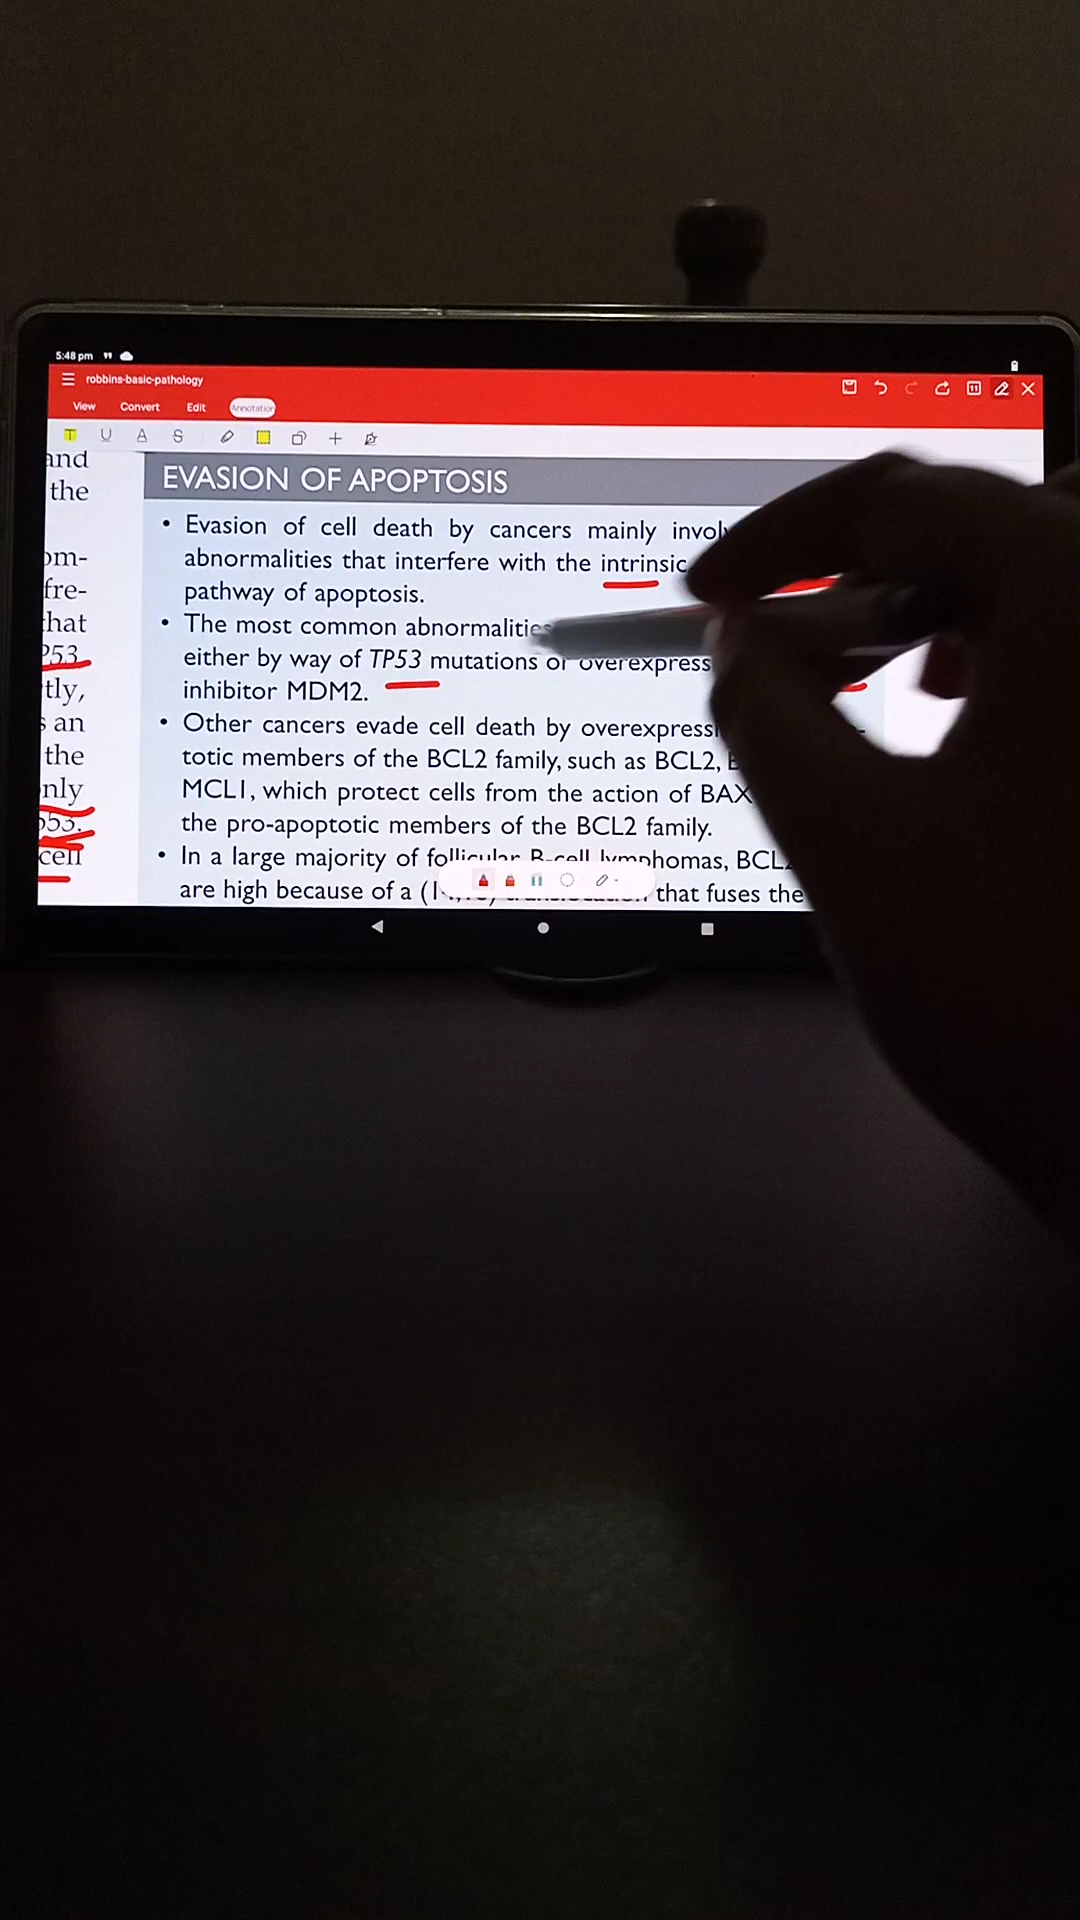 5:48 pm
robbins-basic-pathology
View Convert Edit Annotation
T U A S
and
the
om-
fre-
that
P53
tly,
s an
the
nly
p53.
cell
EVASION OF APOPTOSIS
• Evasion of cell death by cancers mainly invol
abnormalities that interfere with the intrinsic
pathway of apoptosis.
• The most common abnormalitie
either by way of TP53 mutations or overexpress
inhibitor MDM2.
• Other cancers evade cell death by overexpressi
totic members of the BCL2 family, such as BCL2,
MCL1, which protect cells from the action of BAX
the pro-apoptotic members of the BCL2 family.
• In a large majority of follicular B-cell lymphomas, BCL2
are high because of a that fuses the